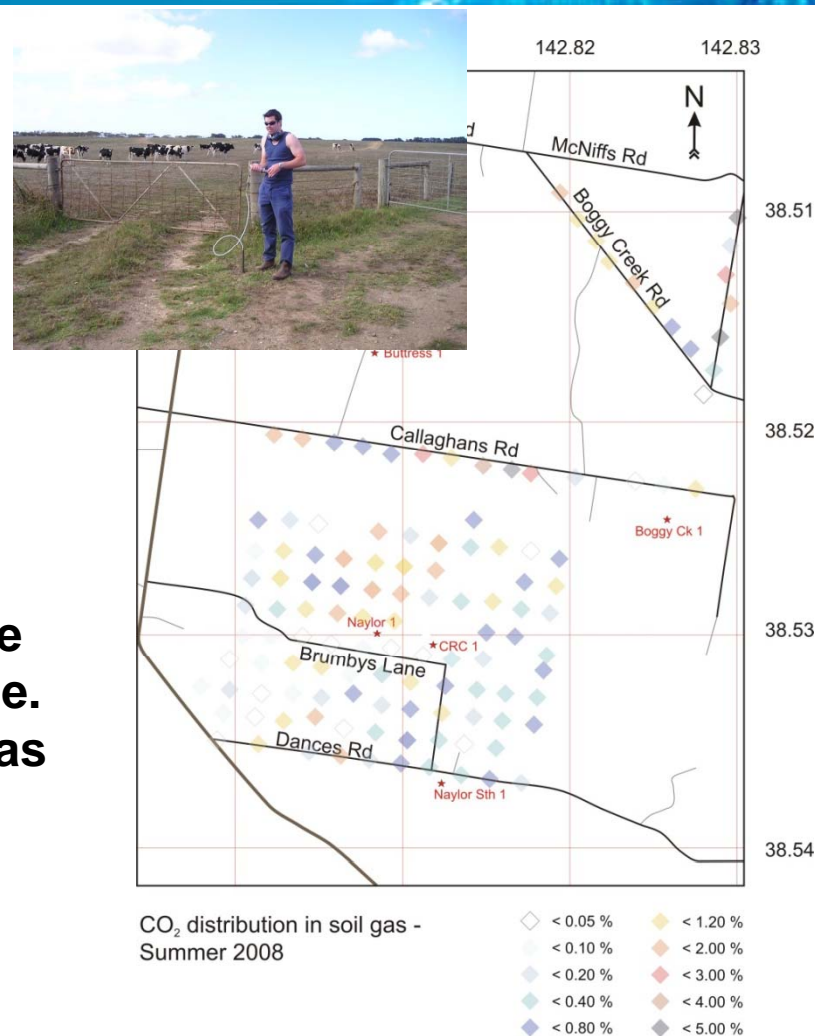 142.82 142.83
N
d
McNiffs Rd
38.51
Boggy Creek Rd
Buttress 1
38.52
Callaghans Rd
Boggy Ck 1
e
Naylor 1
38.53
CRC 1
Brumbys Lane
e.
as
Dances Rd
Naylor Sth 1
38.54
CO₂ distribution in soil gas -
Summer 2008
< 0.05 % < 1.20 %
< 0.10 % < 2.00 %
< 0.20 % < 3.00 %
< 0.40 % < 4.00 %
< 0.80 % < 5.00 %